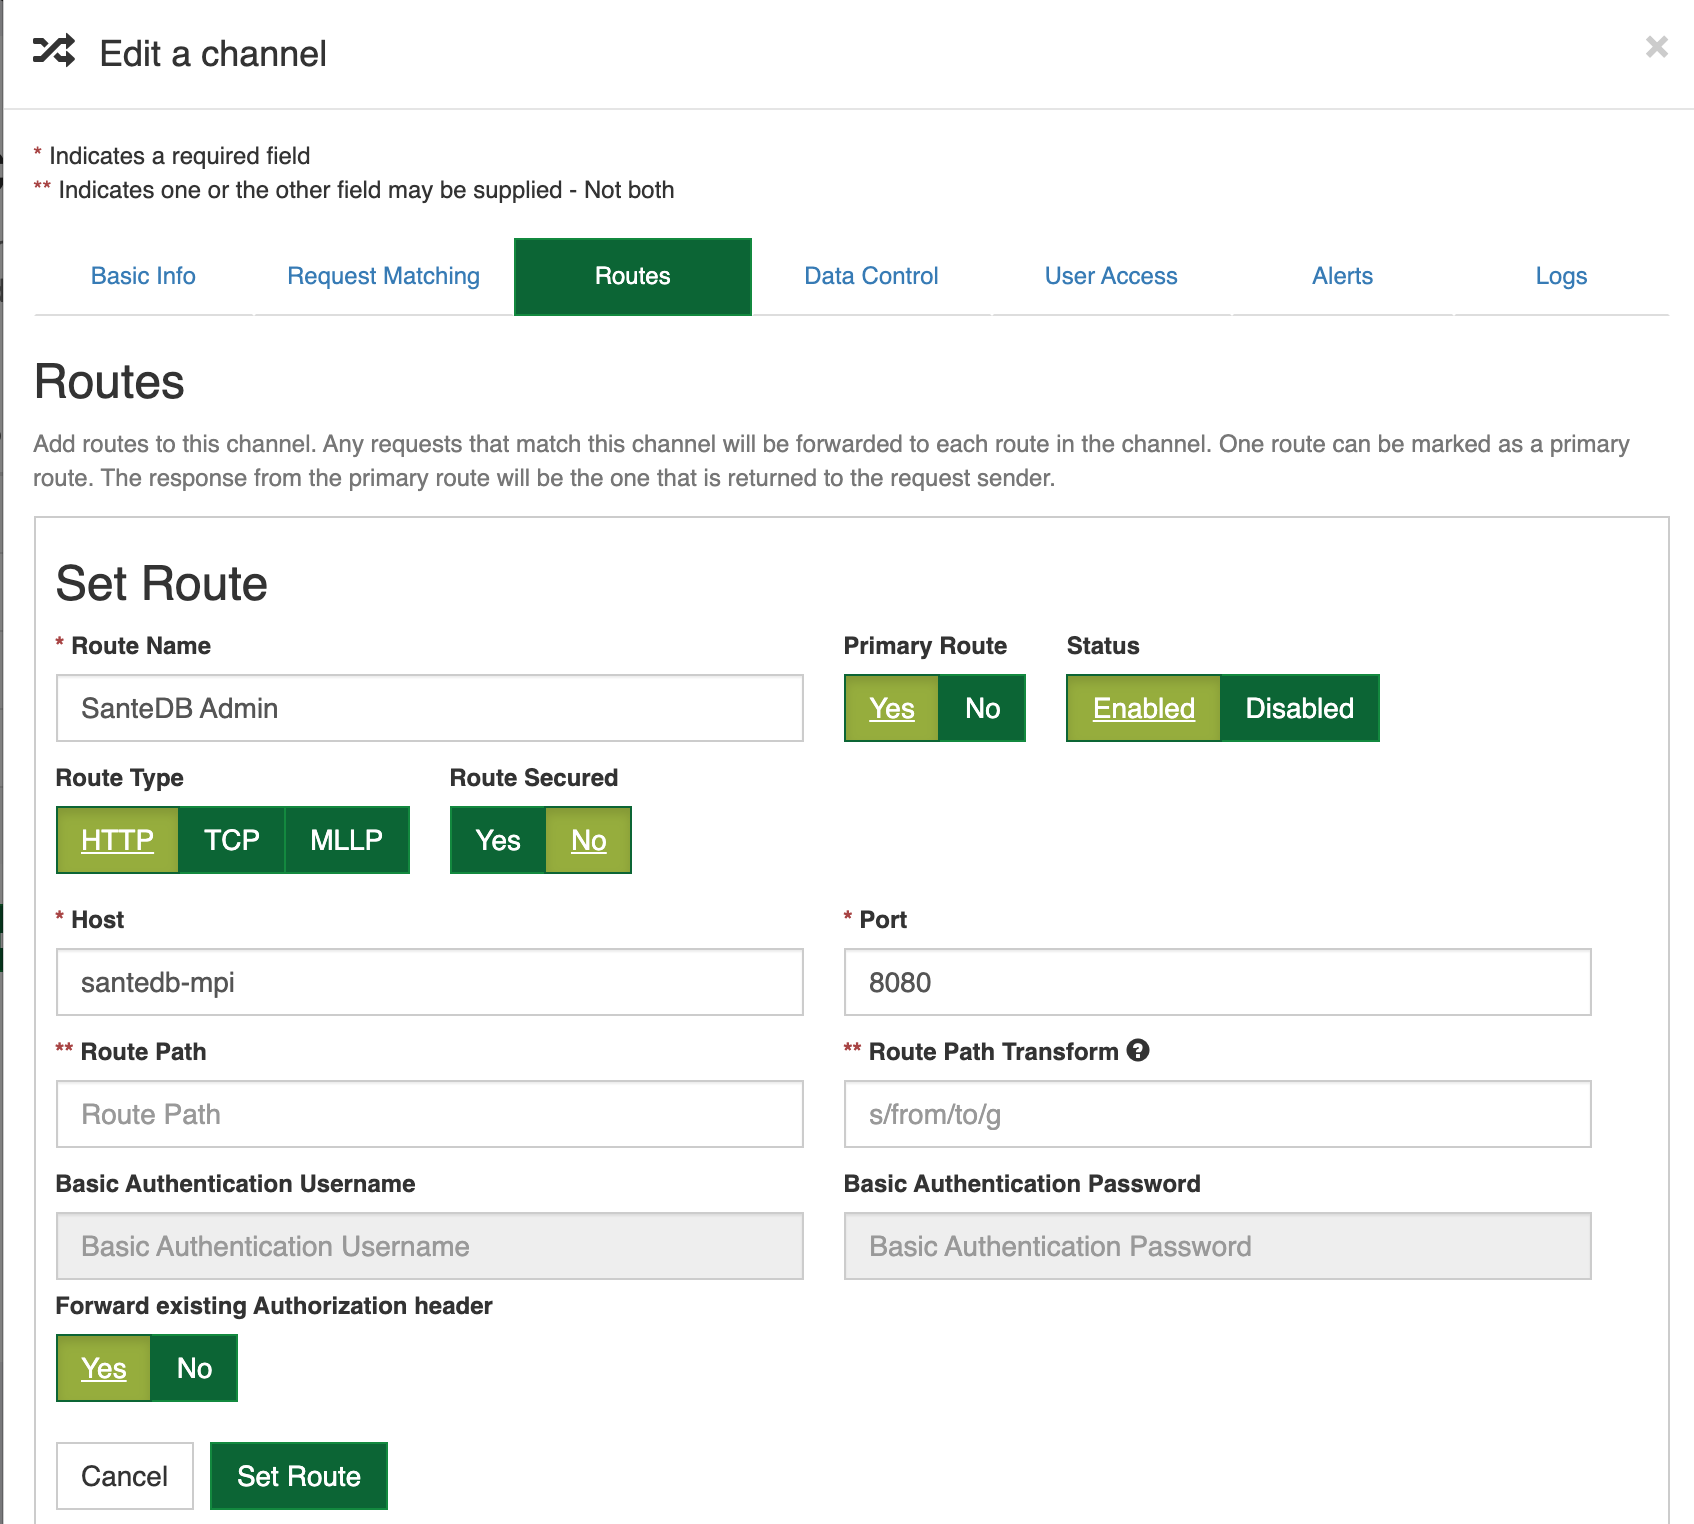 Edit a channel
×
* Indicates a required field
** Indicates one or the other field may be supplied - Not both
Basic Info Request Matching Routes Data Control User Access Alerts Logs
Routes
Add routes to this channel. Any requests that match this channel will be forwarded to each route in the channel. One route can be marked as a primary
route. The response from the primary route will be the one that is returned to the request sender.
Set Route
* Route Name Primary Route Status
SanteDB Admin Yes No Enabled Disabled
Route Type Route Secured
HTTP TCP MLLP Yes No
* Host * Port
santedb-mpi 8080
** Route Path ** Route Path Transform ?
Route Path s/from/to/g
Basic Authentication Username Basic Authentication Password
Basic Authentication Username Basic Authentication Password
Forward existing Authorization header
Yes No
Cancel Set Route